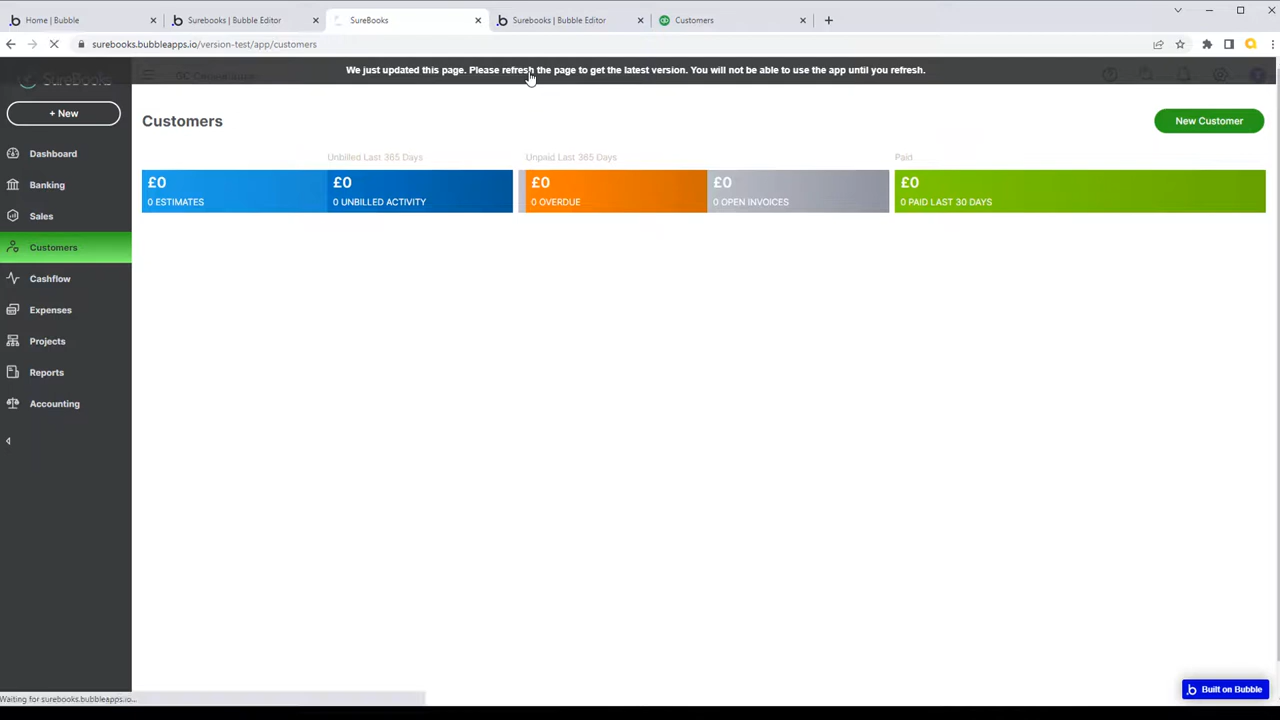 Home | Bubble
Surebooks | Bubble Editor
SureBooks
Surebooks | Bubble Editor
Customers
surebooks.bubbleapps.io/version-test/app/customers
We just updated this page. Please refresh the page to get the latest version. You will not be able to use the app until you refresh.
SureBooks
+ New
Dashboard
Banking
Sales
Customers
Cashflow
Expenses
Projects
Reports
Accounting
Customers
New Customer
Unbilled Last 365 Days
Unpaid Last 365 Days
Paid
£0
0 ESTIMATES
£0
0 UNBILLED ACTIVITY
£0
0 OVERDUE
£0
0 OPEN INVOICES
£0
0 PAID LAST 30 DAYS
Waiting for surebooks.bubbleapps.io...
b Built on Bubble